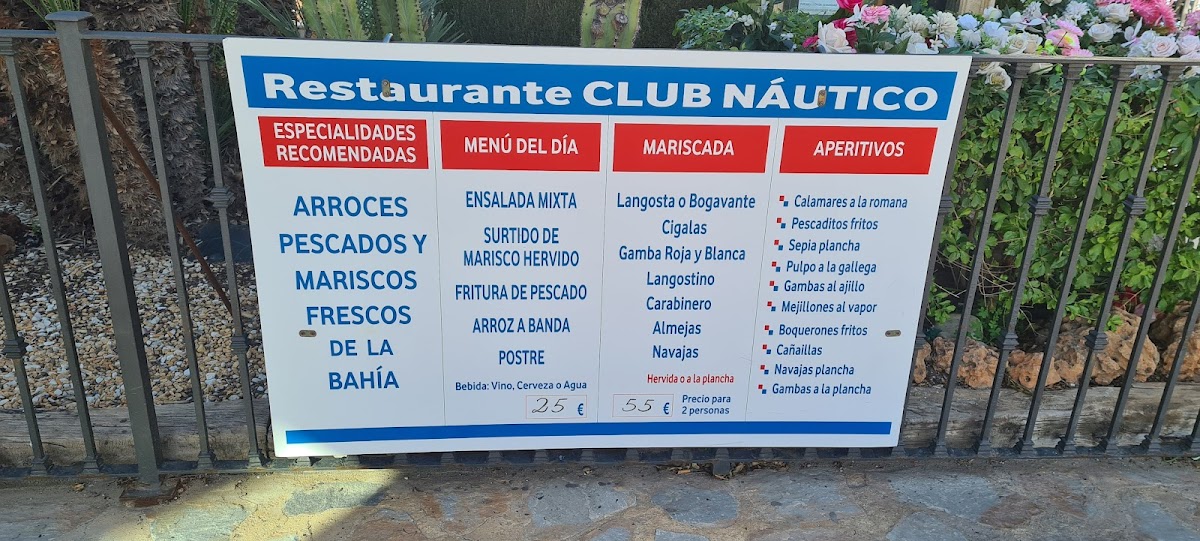 Restaurante CLUB NÁUTICO
ESPECIALIDADES
RECOMENDADAS
ARROCES
PESCADOS Y
MARISCOS
FRESCOS
DE LA
BAHÍA
MENÚ DEL DÍA
ENSALADA MIXTA
SURTIDO DE
MARISCO HERVIDO
FRITURA DE PESCADO
ARROZ A BANDA
POSTRE
Bebida: Vino, Cerveza o Agua
25 €
MARISCADA
Langosta o Bogavante
Cigalas
Gamba Roja y Blanca
Langostino
Carabinero
Almejas
Navajas
Hervida o a la plancha
55 €
Precio para
2 personas
APERITIVOS
Calamares a la romana
Pescaditos fritos
Sepia plancha
Pulpo a la gallega
Gambas al ajillo
Mejillones al vapor
Boquerones fritos
Cañaillas
Navajas plancha
Gambas a la plancha